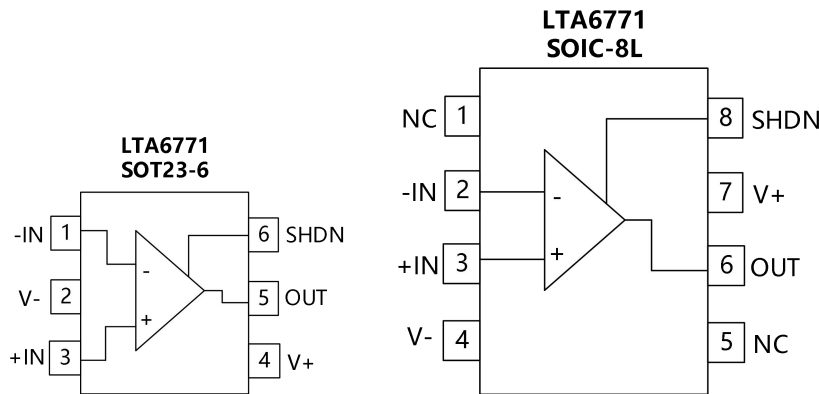 LTA6771
SOT23-6
-IN 1
6 SHDN
V- 2
-
+
5 OUT
+IN 3
4 V+
LTA6771
SOIC-8L
NC 1
8 SHDN
-IN 2
-
7 V+
+IN 3
+
6 OUT
V- 4
5 NC